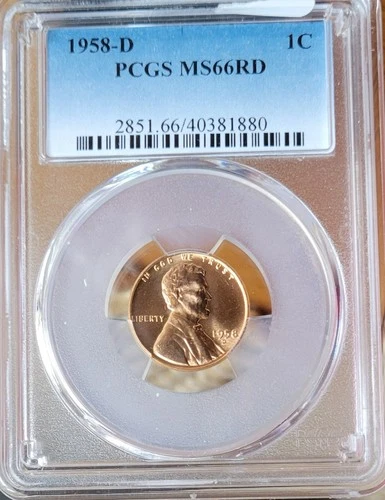 1958-D 1C
PCGS MS66RD
2851.66/40381880
IN GOD WE TRUST
LIBERTY
1958
D